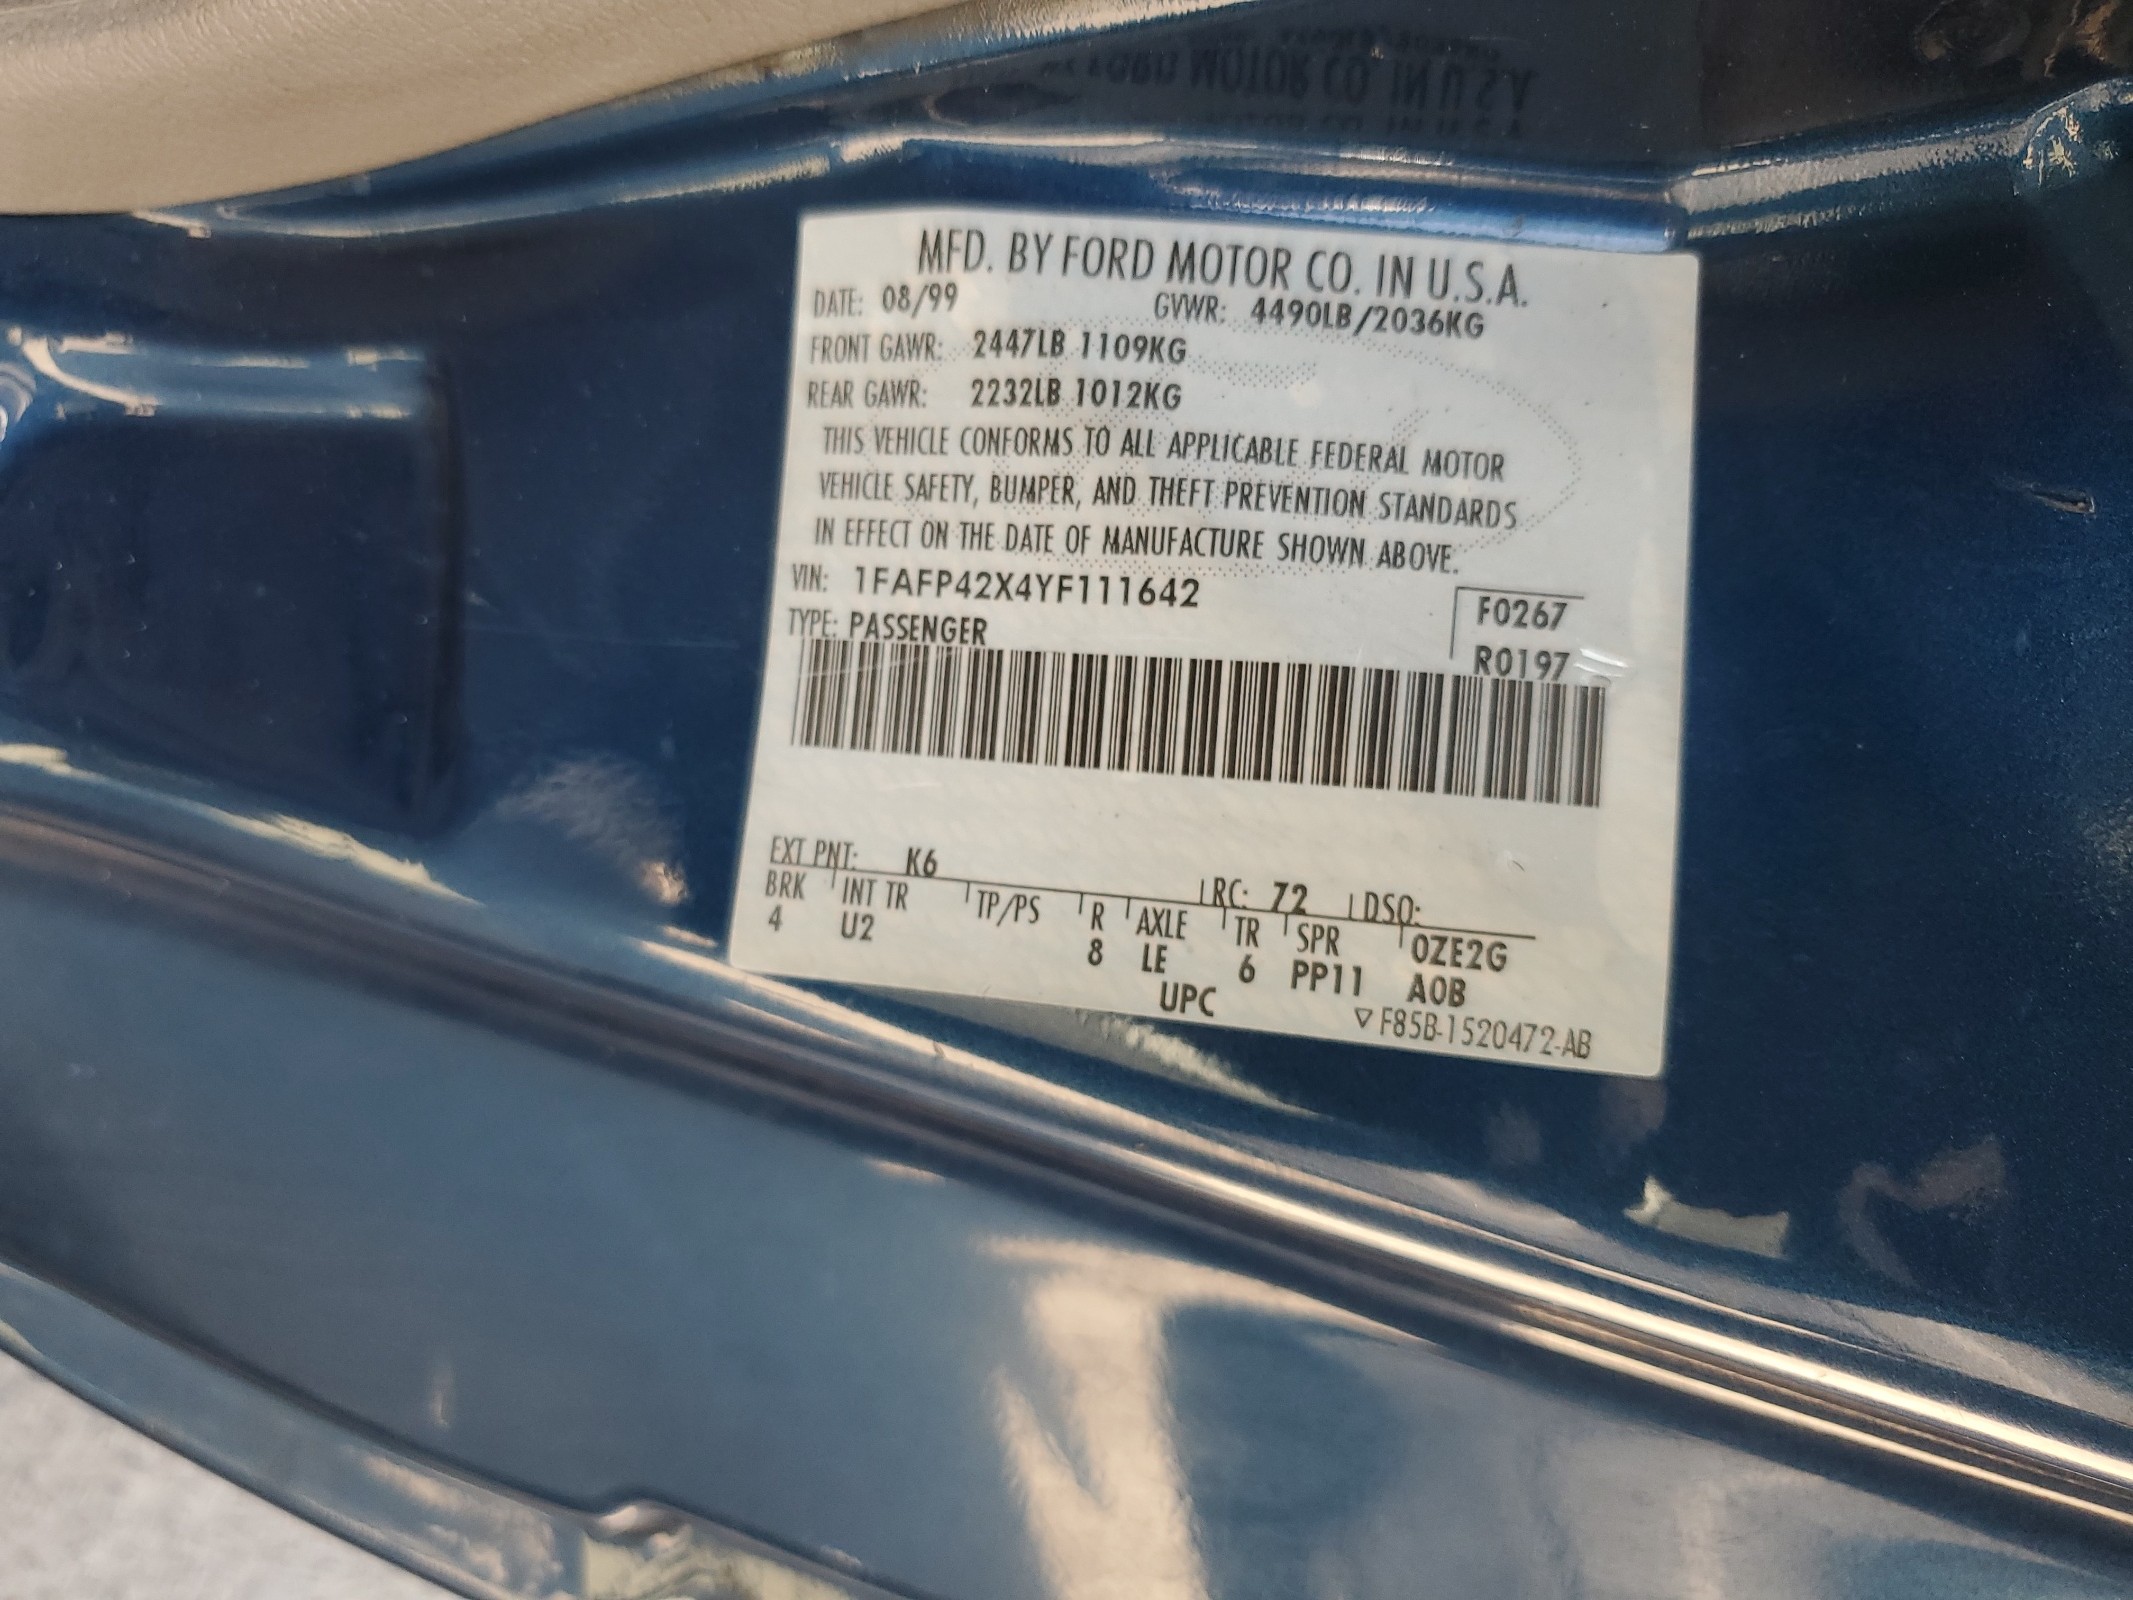 MFD. BY FORD MOTOR CO. IN U.S.A.
DATE: 08/99 GVWR: 4490LB/2036KG
FRONT GAWR: 2447LB 1109KG
REAR GAWR: 2232LB 1012KG
THIS VEHICLE CONFORMS TO ALL APPLICABLE FEDERAL MOTOR
VEHICLE SAFETY, BUMPER, AND THEFT PREVENTION STANDARDS
IN EFFECT ON THE DATE OF MANUFACTURE SHOWN ABOVE.
VIN: 1FAFP42X4YF111642
F0267
TYPE: PASSENGER
R0197
EXT PNT: K6 RC: 72 DSO:
BRK INT TR TP/PS R AXLE TR SPR OZE2G
4 U2 8 LE 6 PP11 AOB
UPC
▽F85B-1520472-AB